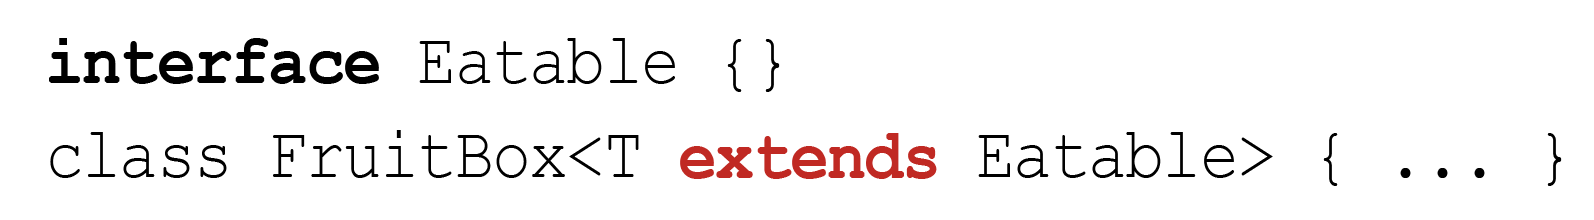 interface Eatable {}
class FruitBox<T extends Eatable> { ... }